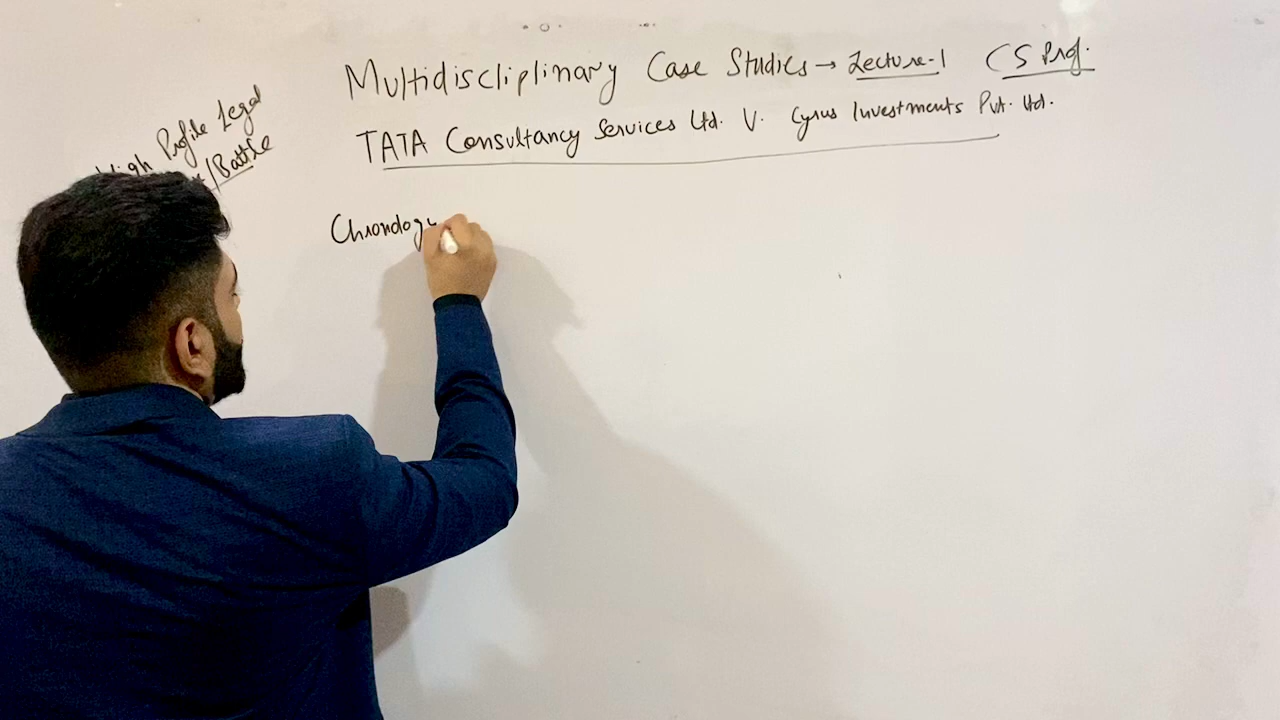 Multidiscliplinary Case Studies → Lecture-1 CS Prof.
TATA Consultancy Services Ltd. V. Cyrus Investments Pvt. Ltd.
High Profile Legal
/Battle
Chronology